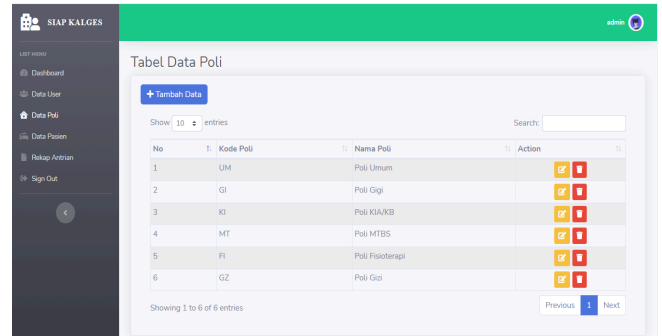 SIAP KALGES
admin
LIST MENU
Dashboard
Data User
Data Poli
Data Pasien
Rekap Antrian
Sign Out
Tabel Data Poli
+ Tambah Data
Show 10 entries
Search:
No Kode Poli Nama Poli Action
1 UM Poli Umum
2 GI Poli Gigi
3 KI Poli KIA/KB
4 MT Poli MTBS
5 FI Poli Fisioterapi
6 GZ Poli Gizi
Showing 1 to 6 of 6 entries
Previous 1 Next